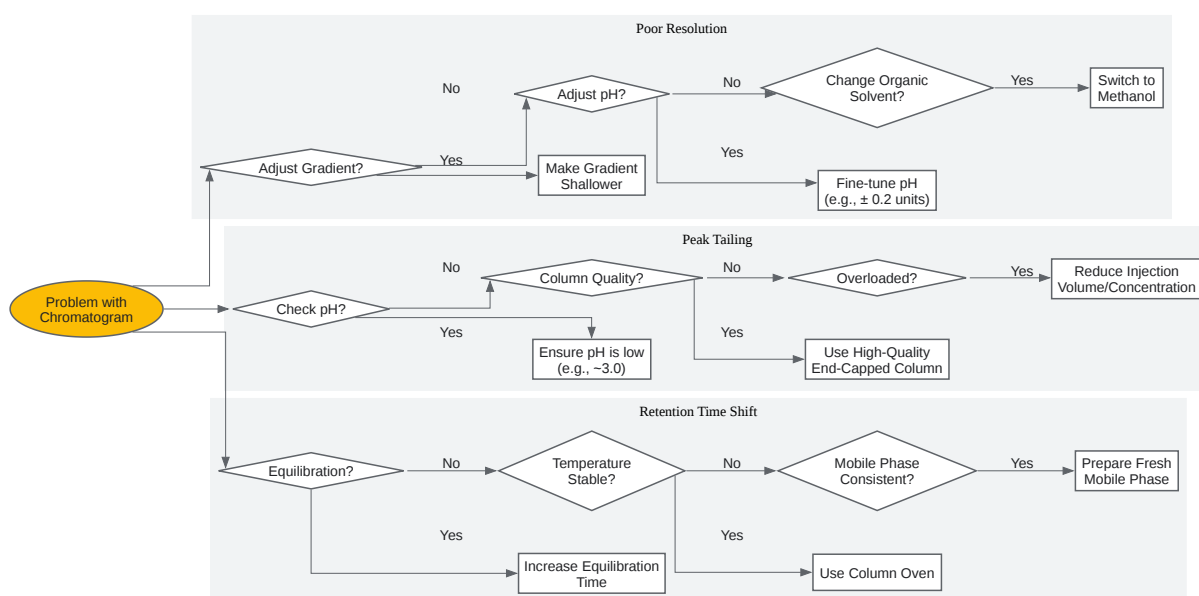 Poor Resolution
No
Adjust pH?
No
Change Organic
Solvent?
Yes
Switch to
Methanol
Adjust Gradient?
Yes
Make Gradient
Shallower
Yes
Fine-tune pH
(e.g., ± 0.2 units)
Peak Tailing
Problem with
Chromatogram
Check pH?
No
Column Quality?
No
Overloaded?
Yes
Reduce Injection
Volume/Concentration
Yes
Ensure pH is low
(e.g., ~3.0)
Yes
Use High-Quality
End-Capped Column
Retention Time Shift
Equilibration?
No
Temperature
Stable?
No
Mobile Phase
Consistent?
Yes
Prepare Fresh
Mobile Phase
Yes
Increase Equilibration
Time
Yes
Use Column Oven